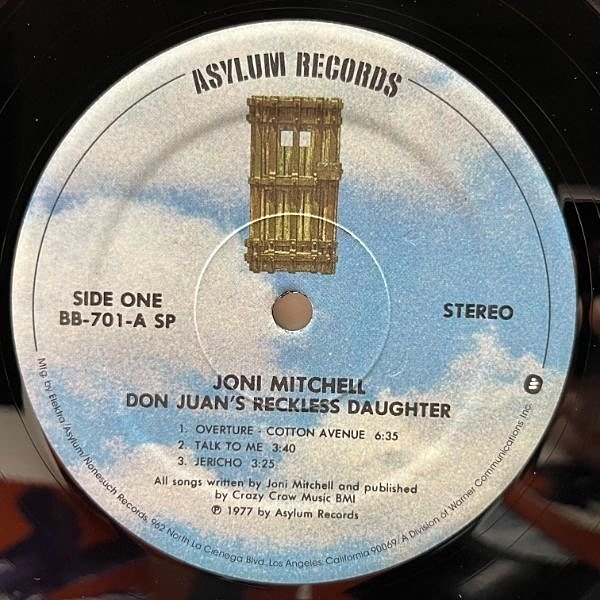 ASYLUM RECORDS
SIDE ONE
BB-701-A SP
STEREO
JONI MITCHELL
DON JUAN'S RECKLESS DAUGHTER
1. OVERTURE - COTTON AVENUE 6:35
2. TALK TO ME 3:40
3. JERICHO 3:25
All songs written by Joni Mitchell and published
by Crazy Crow Music BMI
℗ 1977 by Asylum Records
Mfg. by Elektra/Asylum/Nonesuch Records, 962 North La Cienega Blvd., Los Angeles, California 90069/A Division of Warner Communications Inc.